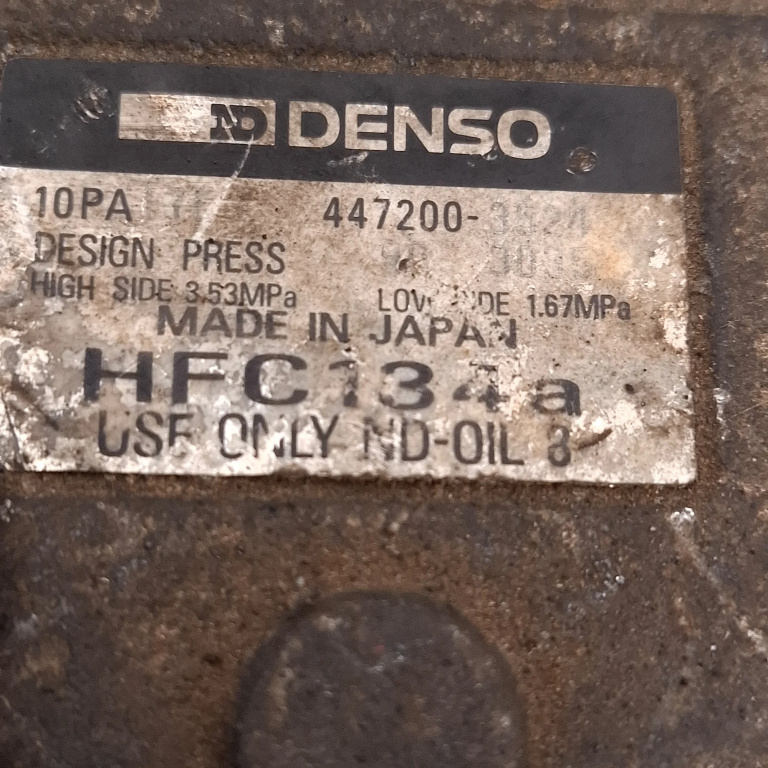 ND DENSO
10PA 447200-
DESIGN PRESS
HIGH SIDE 3.53MPa LOW SIDE 1.67MPa
MADE IN JAPAN
HFC134a
USE ONLY ND-OIL 8